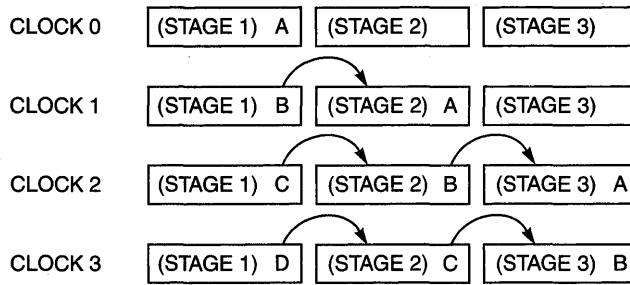 CLOCK 0 (STAGE 1) A (STAGE 2) (STAGE 3)
CLOCK 1 (STAGE 1) B (STAGE 2) A (STAGE 3)
CLOCK 2 (STAGE 1) C (STAGE 2) B (STAGE 3) A
CLOCK 3 (STAGE 1) D (STAGE 2) C (STAGE 3) B